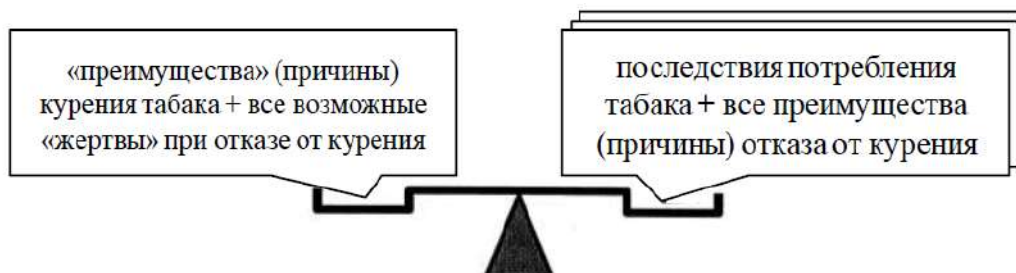 «преимущества» (причины)
курения табака + все возможные
«жертвы» при отказе от курения
последствия потребления
табака + все преимущества
(причины) отказа от курения